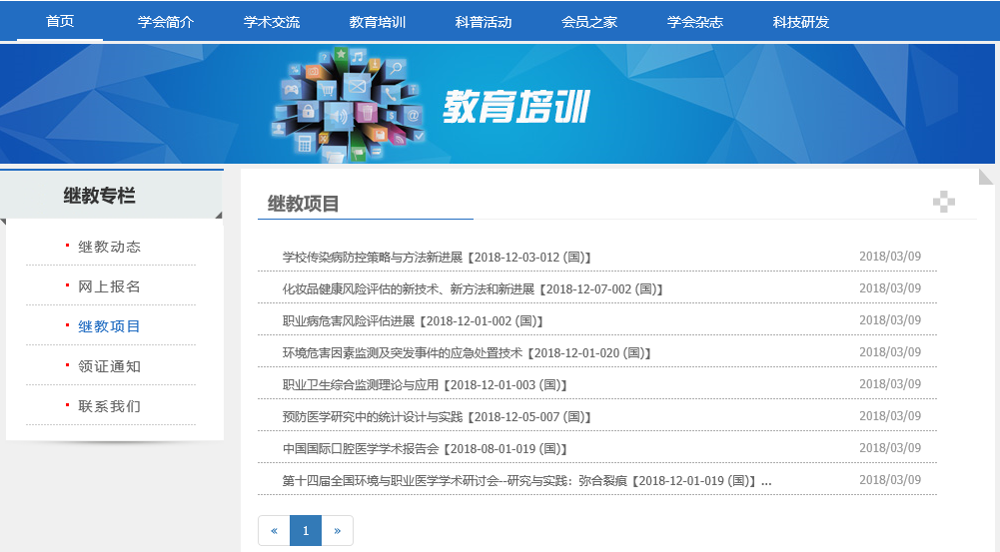 首页 学会简介 学术交流 教育培训 科普活动 会员之家 学会杂志 科技研发
教育培训
继教专栏
继教动态
网上报名
继教项目
领证通知
联系我们
继教项目
学校传染病防控策略与方法新进展【2018-12-03-012 (国)】 2018/03/09
化妆品健康风险评估的新技术、新方法和新进展【2018-12-07-002 (国)】 2018/03/09
职业病危害风险评估进展【2018-12-01-002 (国)】 2018/03/09
环境危害因素监测及突发事件的应急处置技术【2018-12-01-020 (国)】 2018/03/09
职业卫生综合监测理论与应用【2018-12-01-003 (国)】 2018/03/09
预防医学研究中的统计设计与实践【2018-12-05-007 (国)】 2018/03/09
中国国际口腔医学学术报告会【2018-08-01-019 (国)】 2018/03/09
第十四届全国环境与职业医学学术研讨会--研究与实践：弥合裂痕【2018-12-01-019 (国)】... 2018/03/09
« 1 »